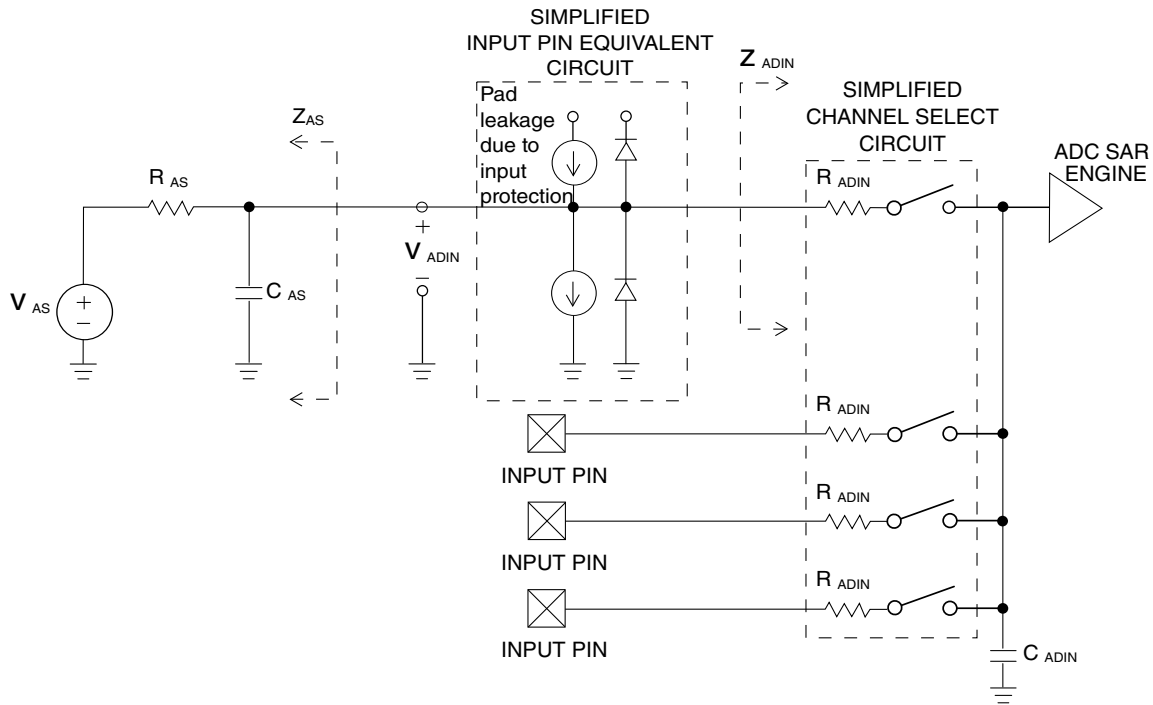 SIMPLIFIED
INPUT PIN EQUIVALENT
CIRCUIT
Pad
leakage
due to
input
protection
Z ADIN
SIMPLIFIED
CHANNEL SELECT
CIRCUIT
ADC SAR
ENGINE
Z AS
R AS
R ADIN
+
V ADIN
–
V AS
+
–
C AS
R ADIN
INPUT PIN
R ADIN
INPUT PIN
R ADIN
INPUT PIN
C ADIN